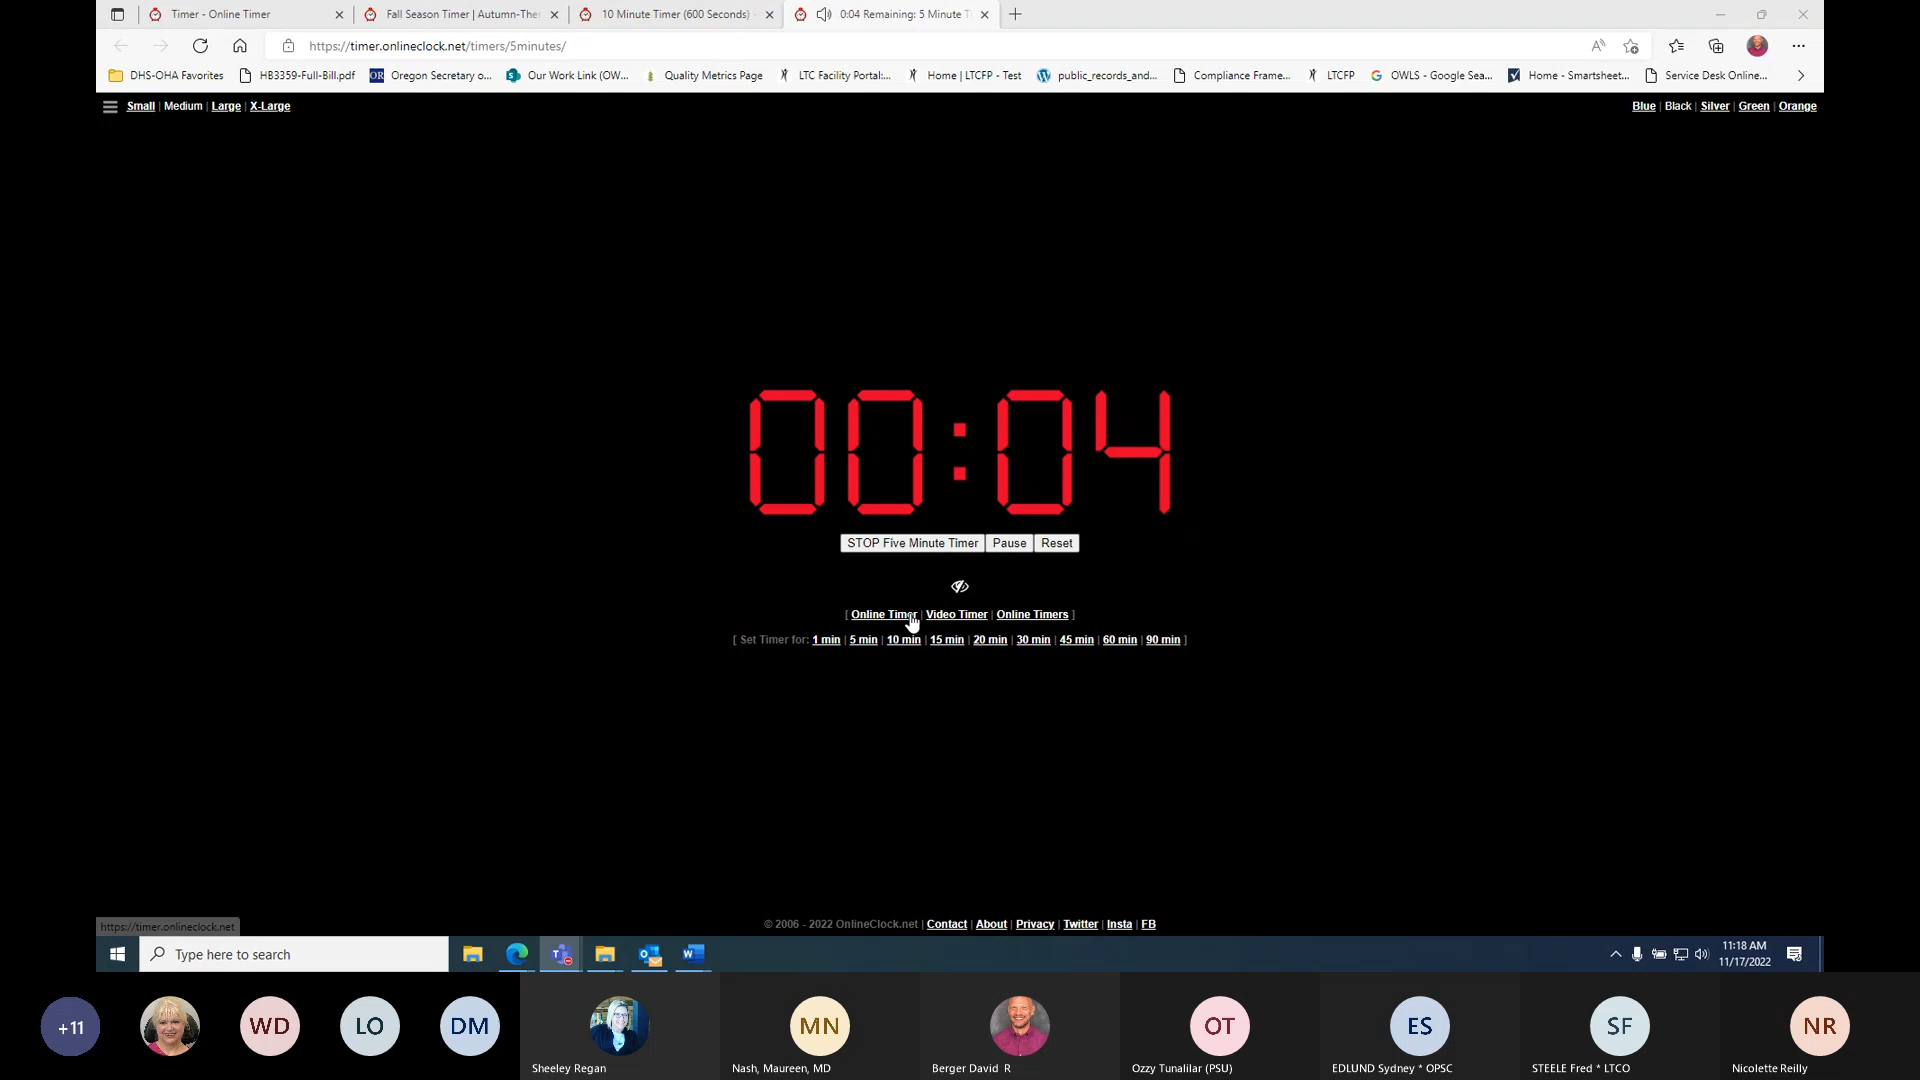 Timer - Online Timer
Fall Season Timer | Autumn-The
10 Minute Timer (600 Seconds)
0:04 Remaining: 5 Minute T
https://timer.onlineclock.net/timers/5minutes/
DHS-OHA Favorites
HB3359-Full-Bill.pdf
OR Oregon Secretary o...
Our Work Link (OW...
Quality Metrics Page
LTC Facility Portal:...
Home | LTCFP - Test
public_records_and...
Compliance Frame...
LTCFP
OWLS - Google Sea...
Home - Smartsheet...
Service Desk Online...
Small | Medium | Large | X-Large
Blue | Black | Silver | Green | Orange
00:04
STOP Five Minute Timer Pause Reset
[ Online Timer | Video Timer | Online Timers ]
[ Set Timer for: 1 min | 5 min | 10 min | 15 min | 20 min | 30 min | 45 min | 60 min | 90 min ]
© 2006 - 2022 OnlineClock.net | Contact | About | Privacy | Twitter | Insta | FB
https://timer.onlineclock.net
Type here to search
11:18 AM
11/17/2022
+11
WD
LO
DM
MN
OT
ES
SF
NR
Sheeley Regan
Nash, Maureen, MD
Berger David R
Ozzy Tunalilar (PSU)
EDLUND Sydney * OPSC
STEELE Fred * LTCO
Nicolette Reilly